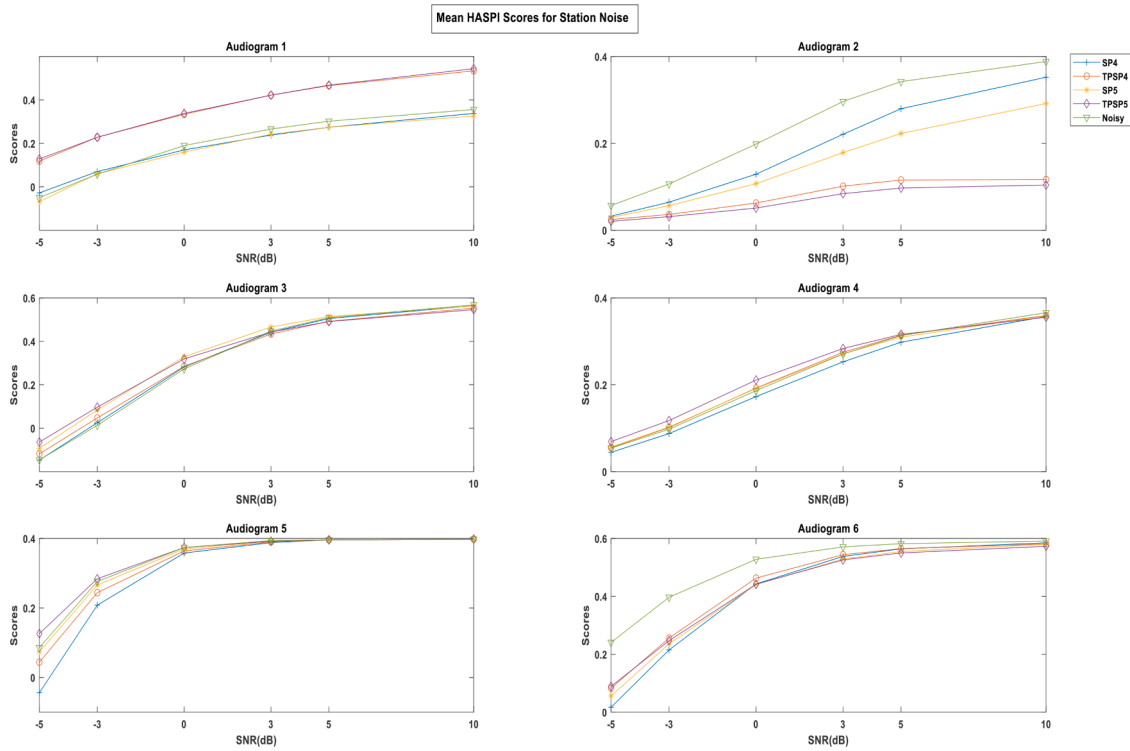 Mean HASPI Scores for Station Noise
Audiogram 1
Scores
0.4
0.2
0
-5 -3 0 3 5 10
SNR(dB)
Audiogram 2
0.4
0.2
0
-5 -3 0 3 5 10
SNR(dB)
SP4
TPSP4
SP5
TPSP5
Noisy
Audiogram 3
Scores
0.6
0.4
0.2
0
-5 -3 0 3 5 10
SNR(dB)
Audiogram 4
Scores
0.4
0.2
0
-5 -3 0 3 5 10
SNR(dB)
Audiogram 5
Scores
0.4
0.2
0
-5 -3 0 3 5 10
SNR(dB)
Audiogram 6
Scores
0.6
0.4
0.2
0
-5 -3 0 3 5 10
SNR(dB)